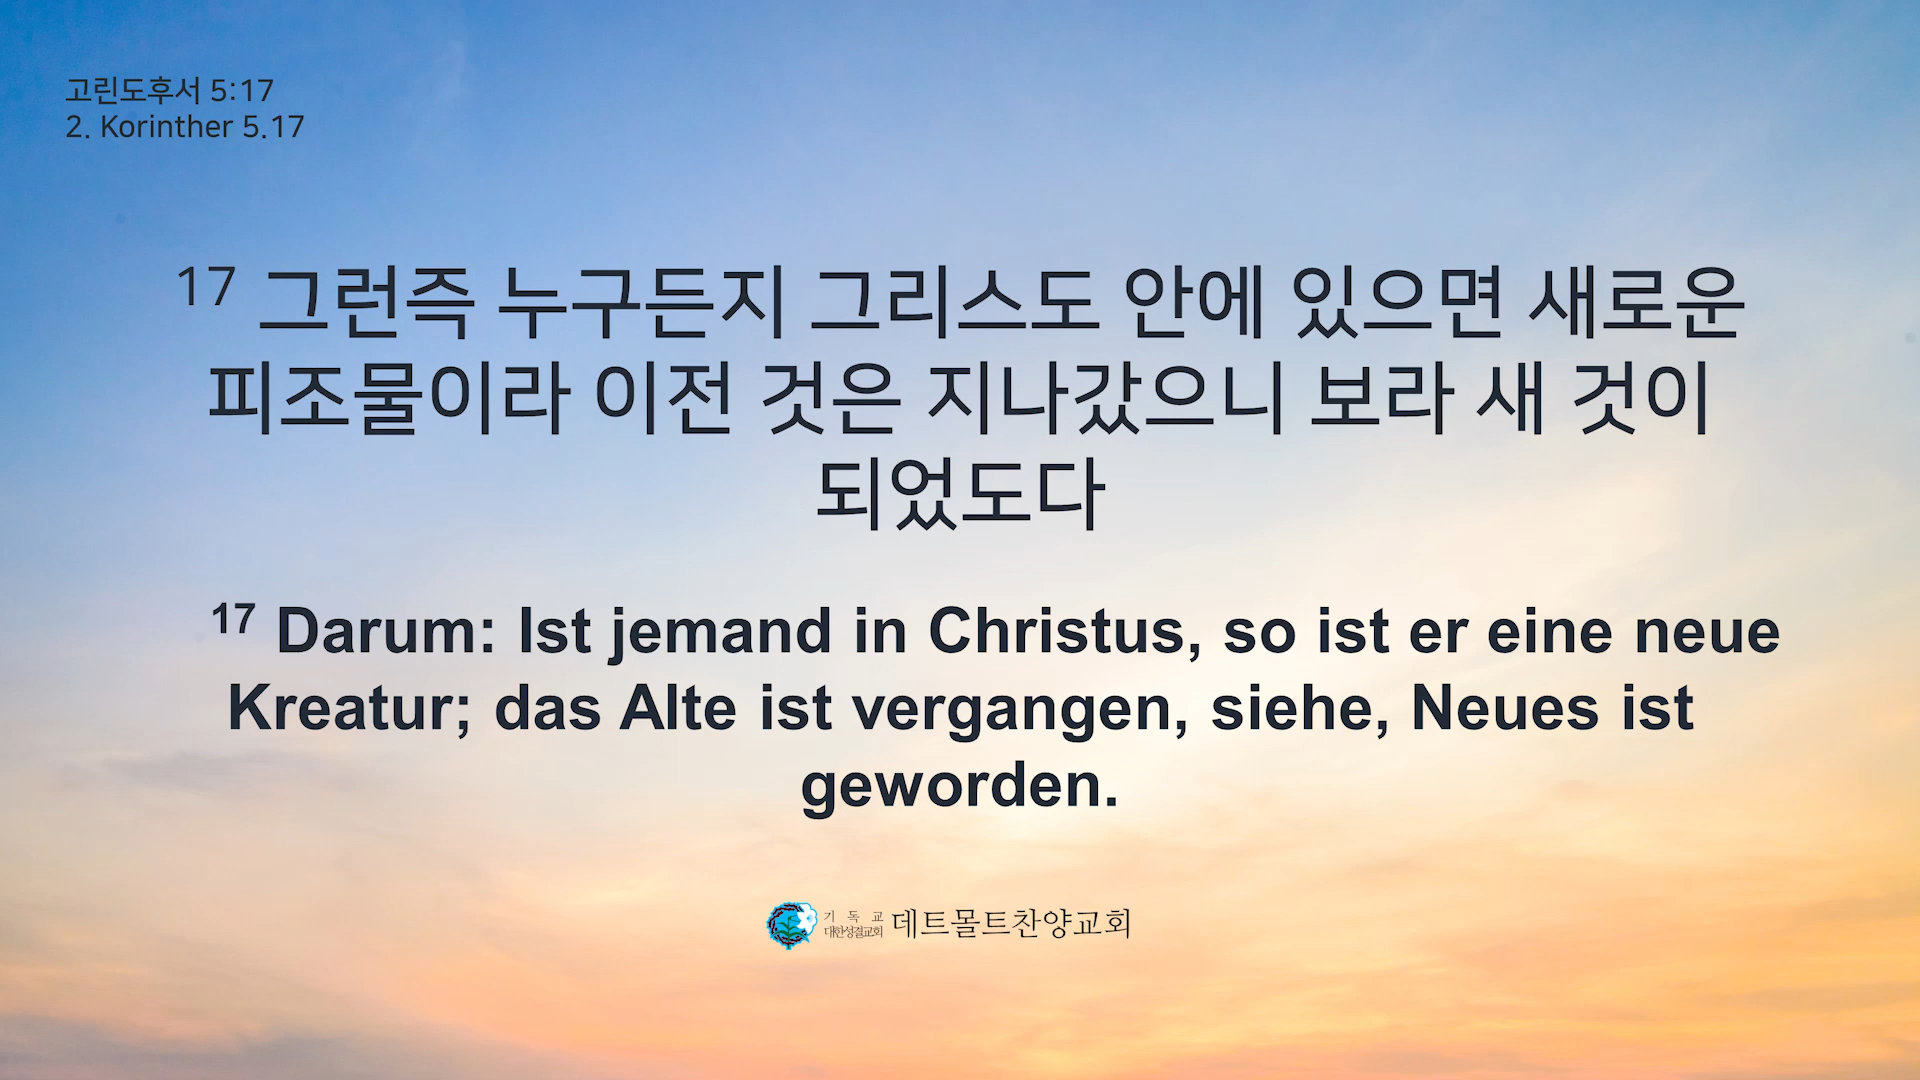 고린도후서 5:17
2. Korinther 5.17
17 그런즉 누구든지 그리스도 안에 있으면 새로운
피조물이라 이전 것은 지나갔으니 보라 새 것이
되었도다
17 Darum: Ist jemand in Christus, so ist er eine neue
Kreatur; das Alte ist vergangen, siehe, Neues ist
geworden.
기독교
대한성결교회 데트몰트찬양교회